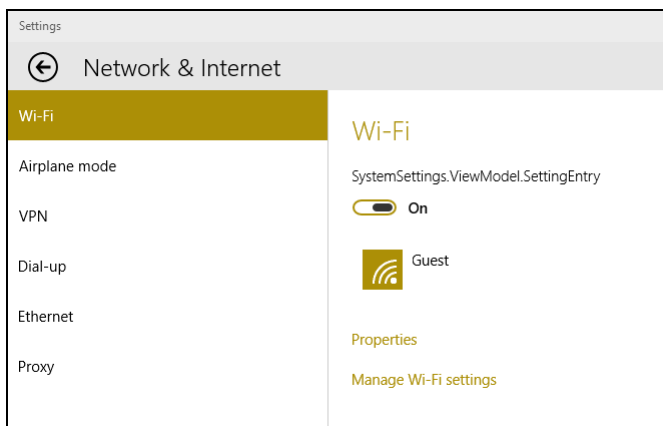 Settings
Network & Internet
Wi-Fi
Airplane mode
VPN
Dial-up
Ethernet
Proxy
Wi-Fi
SystemSettings.ViewModel.SettingEntry
On
Guest
Properties
Manage Wi-Fi settings